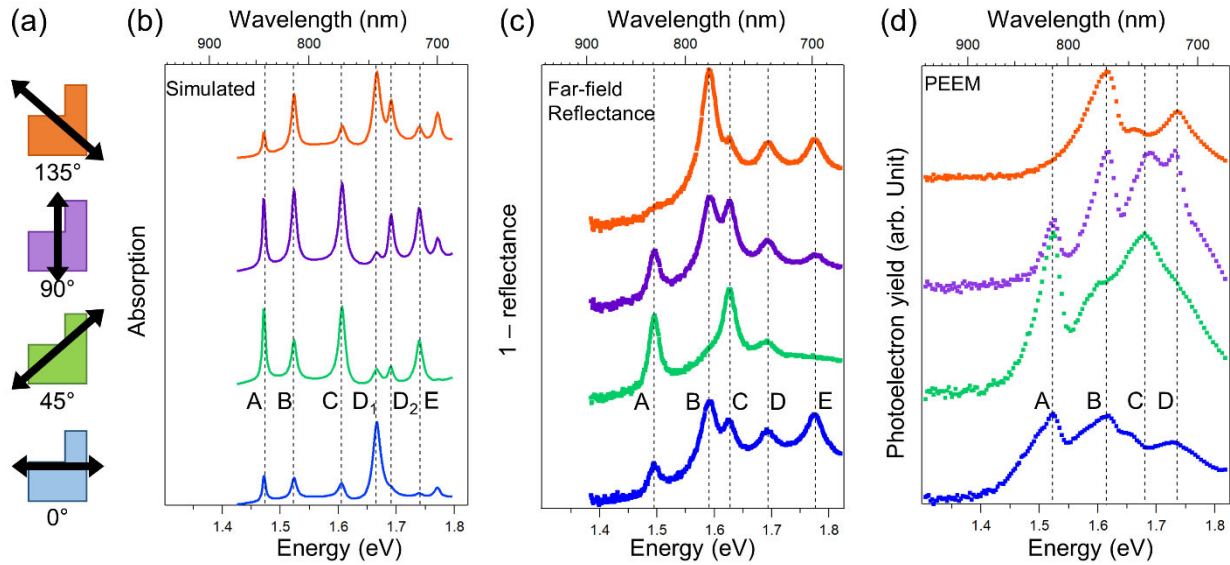 (a)
135°
90°
45°
0°
(b)
Wavelength (nm)
900 800 700
Simulated
Absorption
A B C D1 D2 E
1.4 1.5 1.6 1.7 1.8
Energy (eV)
(c)
Wavelength (nm)
900 800 700
Far-field
Reflectance
1 – reflectance
A B C D E
1.4 1.5 1.6 1.7 1.8
Energy (eV)
(d)
Wavelength (nm)
900 800 700
PEEM
Photoelectron yield (arb. Unit)
A B C D
1.4 1.5 1.6 1.7 1.8
Energy (eV)